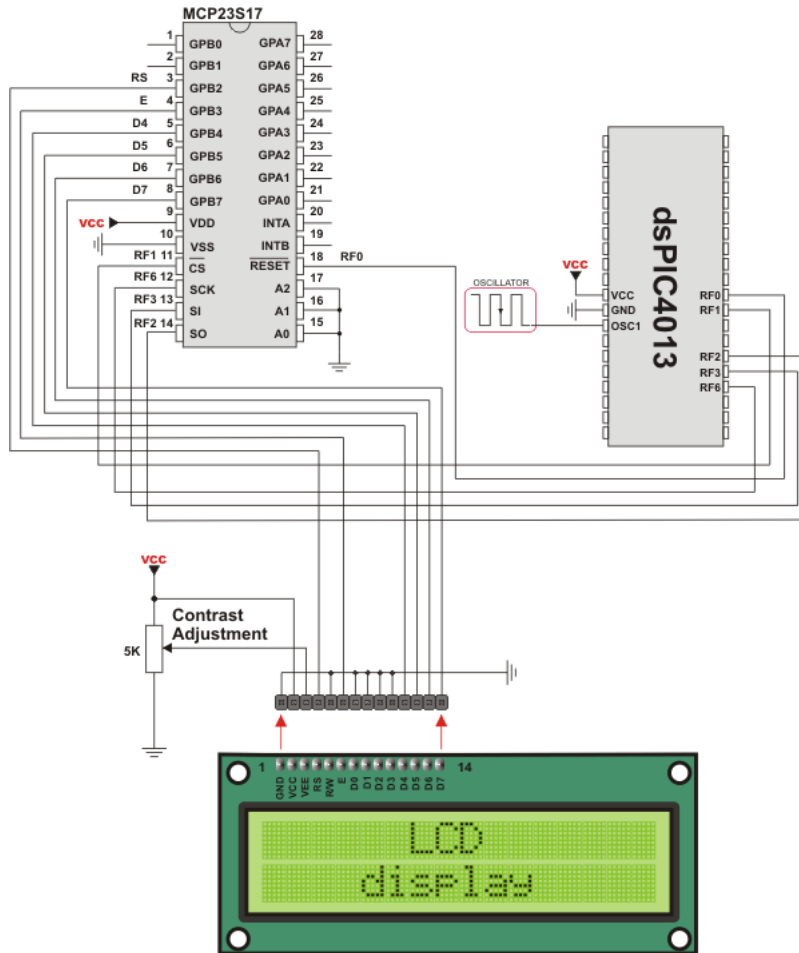 MCP23S17
1 GPB0 GPA7 28
2 GPB1 GPA6 27
RS 3 GPB2 GPA5 26
E 4 GPB3 GPA4 25
D4 5 GPB4 GPA3 24
D5 6 GPB5 GPA2 23
D6 7 GPB6 GPA1 22
D7 8 GPB7 GPA0 21
vcc 9 VDD INTA 20
10 VSS INTB 19
RF1 11 CS RESET 18 RF0
RF6 12 SCK A2 17
RF3 13 SI A1 16
RF2 14 SO A0 15
dsPIC4013
OSCILLATOR
vcc
VCC RF0
GND RF1
OSC1
RF2
RF3
RF6
vcc
Contrast
Adjustment
5K
1 14
GND VCC VEE RS R/W E D0 D1 D2 D3 D4 D5 D6 D7
LCD
display